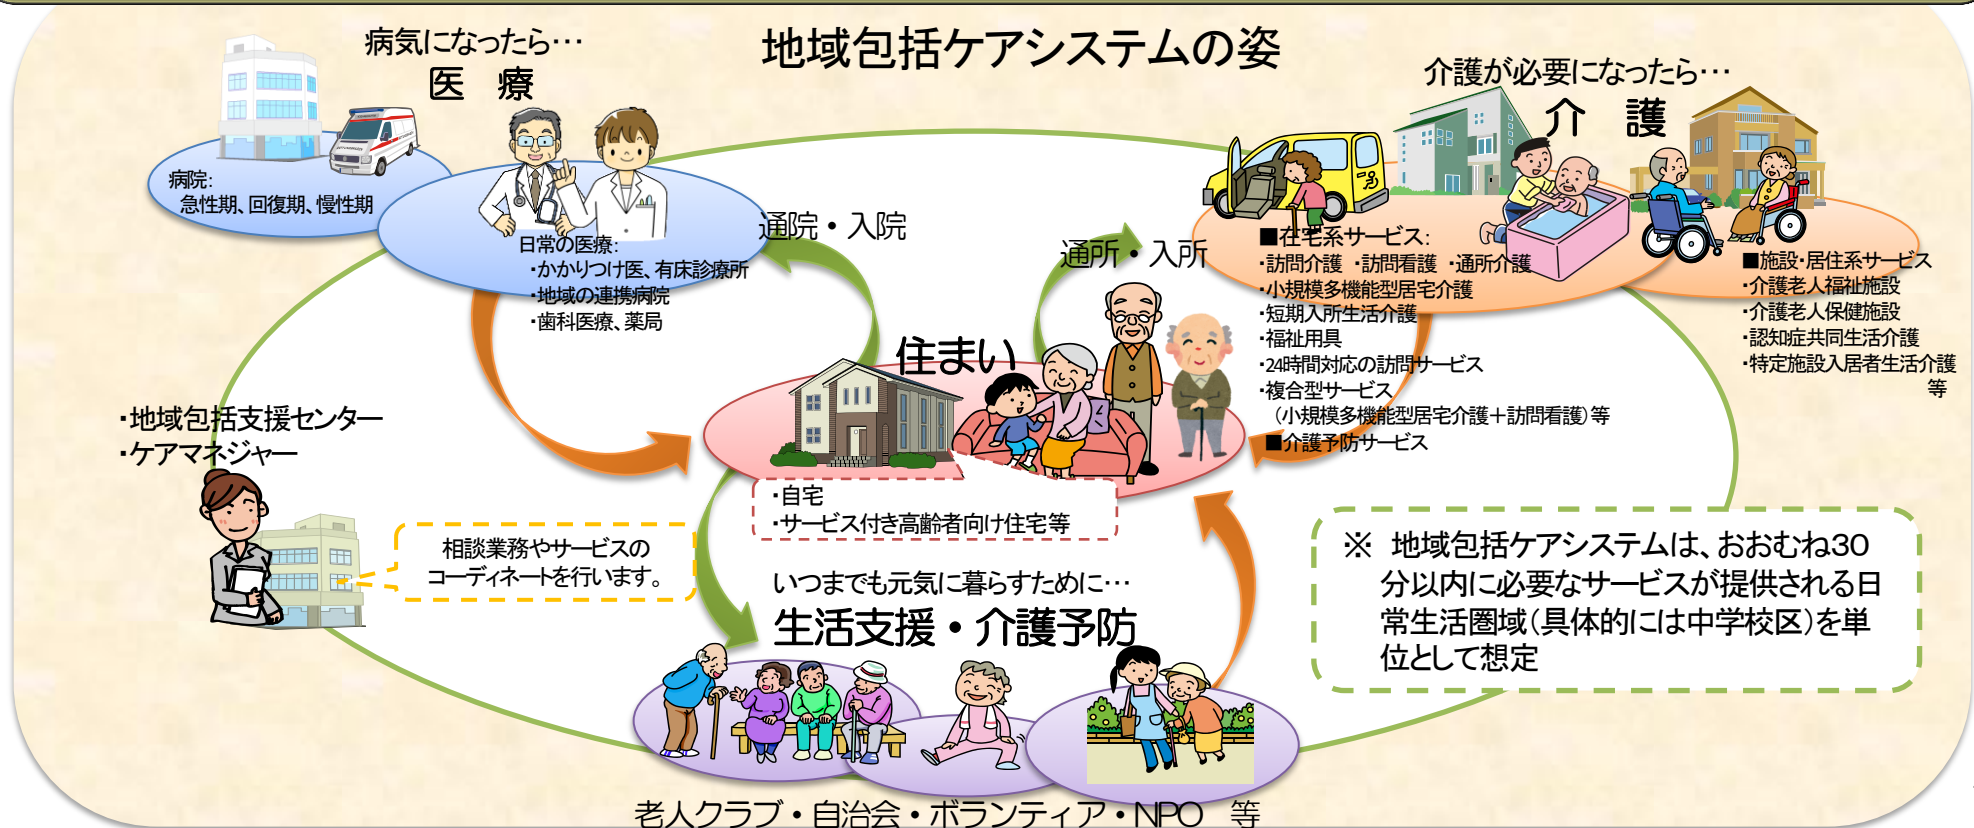 地域包括ケアシステムの姿
病気になったら…
医 療
病院:
急性期、回復期、慢性期
日常の医療:
・かかりつけ医、有床診療所
・地域の連携病院
・歯科医療、薬局
通院・入院
通所・入所
介護が必要になったら…
介 護
■在宅系サービス:
・訪問介護 ・訪問看護 ・通所介護
・小規模多機能型居宅介護
・短期入所生活介護
・福祉用具
・24時間対応の訪問サービス
・複合型サービス
（小規模多機能型居宅介護＋訪問看護）等
■介護予防サービス
■施設・居住系サービス
・介護老人福祉施設
・介護老人保健施設
・認知症共同生活介護
・特定施設入居者生活介護
等
住まい
・自宅
・サービス付き高齢者向け住宅等
・地域包括支援センター
・ケアマネジャー
相談業務やサービスの
コーディネートを行います。
いつまでも元気に暮らすために…
生活支援・介護予防
老人クラブ・自治会・ボランティア・NPO 等
※ 地域包括ケアシステムは、おおむね30
分以内に必要なサービスが提供される日
常生活圏域（具体的には中学校区）を単
位として想定